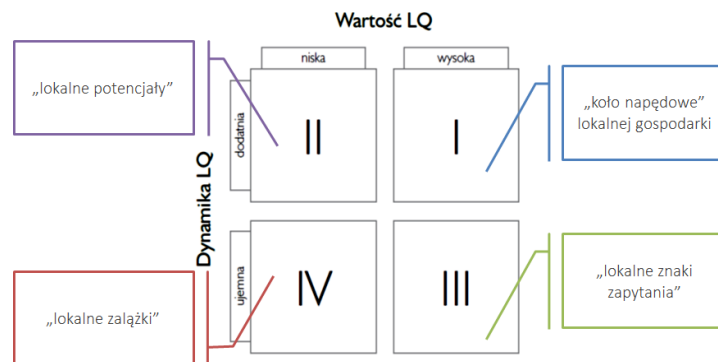 Wartość LQ
niska
wysoka
„lokalne potencjały”
dodatnia
II
I
„koło napędowe”
lokalnej gospodarki
Dynamika LQ
„lokalne zalążki”
ujemna
IV
III
„lokalne znaki
zapytania”